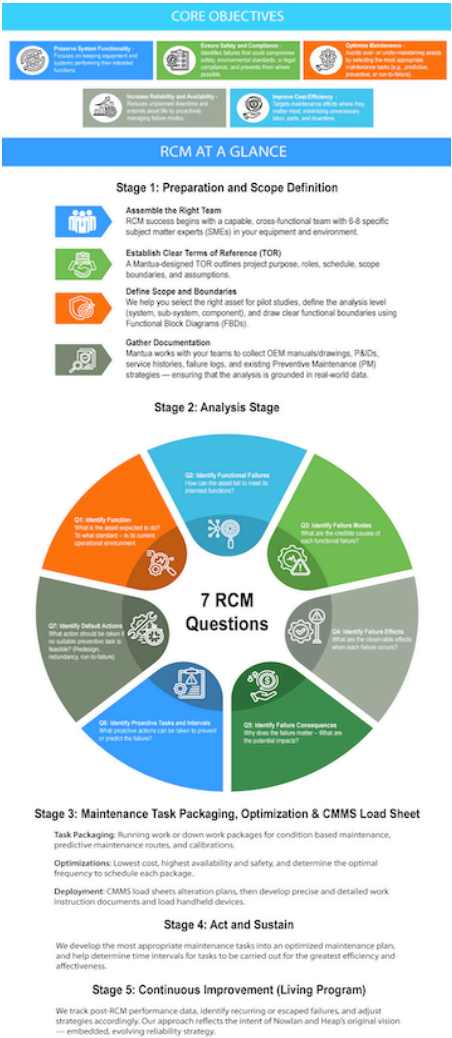 CORE OBJECTIVES
Preserve System Functionality -
Focuses on keeping equipment and
systems performing their intended
functions.
Ensure Safety and Compliance -
Identifies failures that could compromise
safety, environmental standards, or legal
compliance, and prevents them where
possible.
Optimize Maintenance -
Avoids over- or under-maintaining assets
by selecting the most appropriate
maintenance tasks (e.g., predictive,
preventive, or run-to-failure).
Increase Reliability and Availability -
Reduces unplanned downtime and
extends asset life by proactively
managing failure modes.
Improve Cost-Efficiency -
Targets maintenance efforts where they
matter most, minimizing unnecessary
labor, parts, and downtime.
RCM AT A GLANCE
Stage 1: Preparation and Scope Definition
Assemble the Right Team
RCM success begins with a capable, cross-functional team with 6-8 specific
subject matter experts (SMEs) in your equipment and environment.
Establish Clear Terms of Reference (TOR)
A Mantua-designed TOR outlines project purpose, roles, schedule, scope
boundaries, and assumptions.
Define Scope and Boundaries
We help you select the right asset for pilot studies, define the analysis level
(system, sub-system, component), and draw clear functional boundaries using
Functional Block Diagrams (FBDs).
Gather Documentation
Mantua works with your teams to collect OEM manuals/drawings, P&IDs,
service histories, failure logs, and existing Preventive Maintenance (PM)
strategies — ensuring that the analysis is grounded in real-world data.
Stage 2: Analysis Stage
Q2: Identify Functional Failures
How can the asset fail to meet its
intended functions?
Q1: Identify Function
What is the asset expected to do?
To what standard – in its current
operational environment
Q3: Identify Failure Modes
What are the credible causes of
each functional failure?
7 RCM
Questions
Q7: Identify Default Actions
What action should be taken if
no suitable preventive task is
feasible? (Redesign,
redundancy, run-to-failure)
Q4: Identify Failure Effects
What are the observable effects
when each failure occurs?
Q6: Identify Proactive Tasks and Intervals
What proactive actions can be taken to prevent
or predict the failure?
Q5: Identify Failure Consequences
Why does the failure matter – What are
the potential impacts?
Stage 3: Maintenance Task Packaging, Optimization & CMMS Load Sheet
Task Packaging: Running work or down work packages for condition based maintenance,
predictive maintenance routes, and calibrations.
Optimizations: Lowest cost, highest availability and safety, and determine the optimal
frequency to schedule each package.
Deployment: CMMS load sheets alteration plans, then develop precise and detailed work
instruction documents and load handheld devices.
Stage 4: Act and Sustain
We develop the most appropriate maintenance tasks into an optimized maintenance plan,
and help determine time intervals for tasks to be carried out for the greatest efficiency and
affectiveness.
Stage 5: Continuous Improvement (Living Program)
We track post-RCM performance data, identify recurring or escaped failures, and adjust
strategies accordingly. Our approach reflects the intent of Nowlan and Heap's original vision
— embedded, evolving reliability strategy.